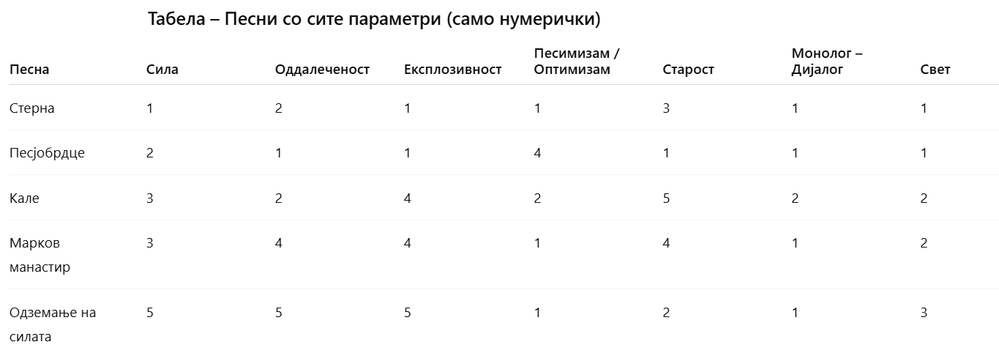 Табела – Песни со сите параметри (само нумерички)
Песна Сила Оддалеченост Експлозивност Песимизам / Оптимизам Старост Монолог – Дијалог Свет
Стерна 1 2 1 1 3 1 1
Песјобрдце 2 1 1 4 1 1 1
Кале 3 2 4 2 5 2 2
Марков манастир 3 4 4 1 4 1 2
Одземање на силата 5 5 5 1 2 1 3